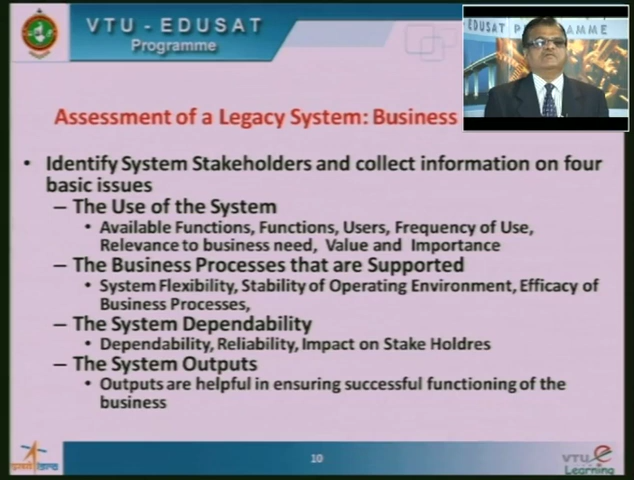 VTU - EDUSAT
Programme
EDUSAT PROGRAMME
Assessment of a Legacy System: Business
• Identify System Stakeholders and collect information on four
basic issues
– The Use of the System
• Available Functions, Functions, Users, Frequency of Use,
Relevance to business need, Value and Importance
– The Business Processes that are Supported
• System Flexibility, Stability of Operating Environment, Efficacy of
Business Processes,
– The System Dependability
• Dependability, Reliability, Impact on Stake Holdres
– The System Outputs
• Outputs are helpful in ensuring successful functioning of the
business
10
VTU e
Learning